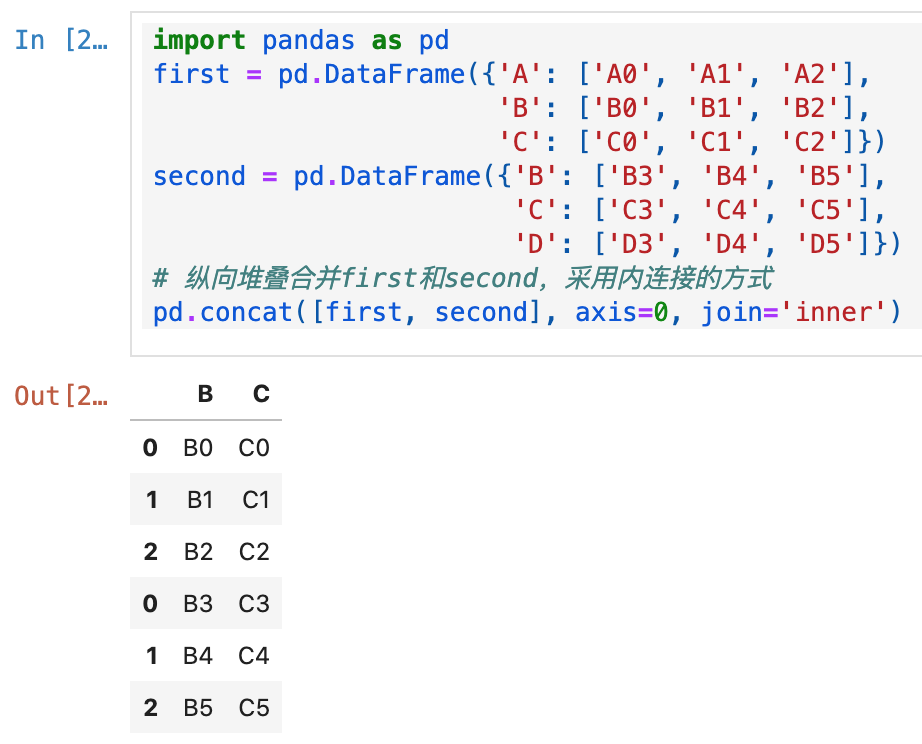 In [2…
import pandas as pd
first = pd.DataFrame({'A': ['A0', 'A1', 'A2'],
'B': ['B0', 'B1', 'B2'],
'C': ['C0', 'C1', 'C2']})
second = pd.DataFrame({'B': ['B3', 'B4', 'B5'],
'C': ['C3', 'C4', 'C5'],
'D': ['D3', 'D4', 'D5']})
# 纵向堆叠合并first和second，采用内连接的方式
pd.concat([first, second], axis=0, join='inner')
Out[2…
B C
0 B0 C0
1 B1 C1
2 B2 C2
0 B3 C3
1 B4 C4
2 B5 C5